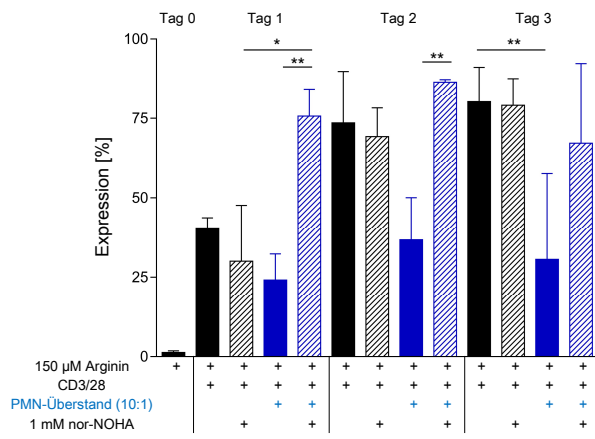 Tag 0 Tag 1 Tag 2 Tag 3
100
* ** ** **
75
50
25
0
Expression [%]
150 µM Arginin + + + + + + + + + + + + +
CD3/28 + + + + + + + + + + + +
PMN-Überstand (10:1) + + + + + +
1 mM nor-NOHA + + + + + +